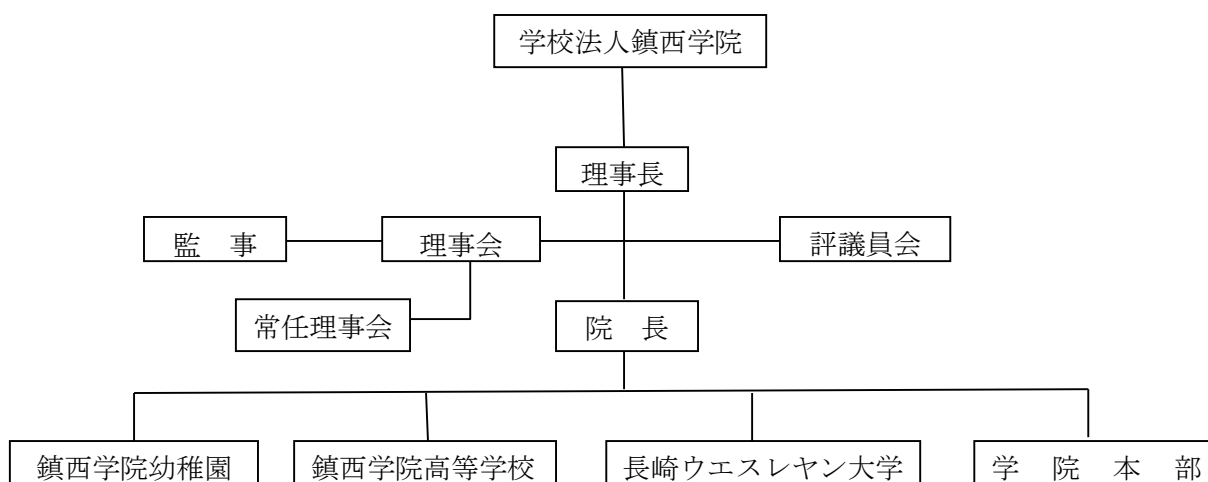 学校法人鎮西学院
理事長
監　事
理事会
評議員会
常任理事会
院　長
鎮西学院幼稚園
鎮西学院高等学校
長崎ウエスレヤン大学
学　院　本　部